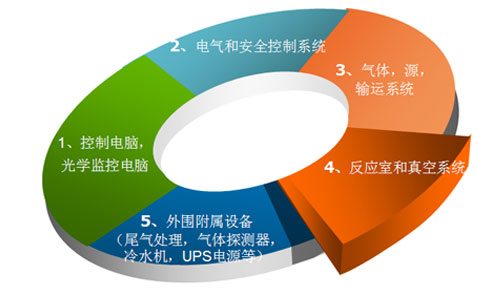 1、控制电脑，
光学监控电脑
2、电气和安全控制系统
3、气体，源，
输运系统
4、反应室和真空系统
5、外围附属设备
（尾气处理，气体探测器，
冷水机，UPS电源等）